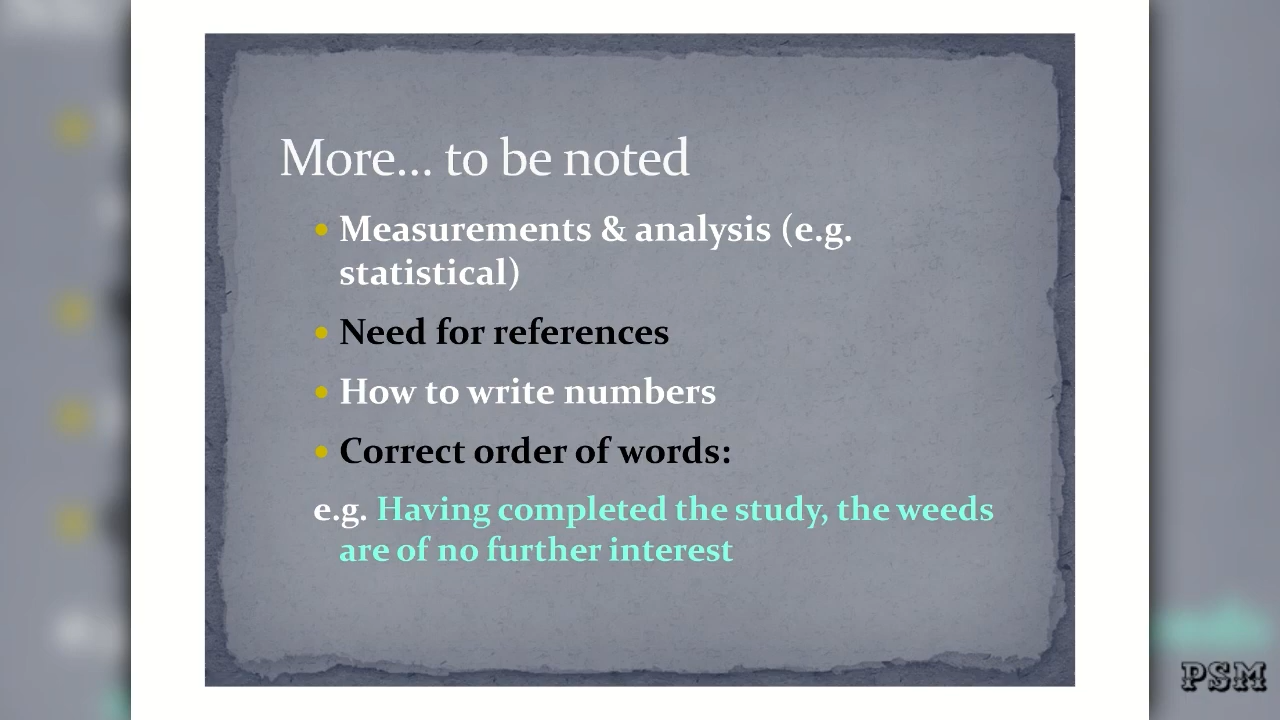 More... to be noted
• Measurements & analysis (e.g.
statistical)
• Need for references
• How to write numbers
• Correct order of words:
e.g. Having completed the study, the weeds
are of no further interest
PSM